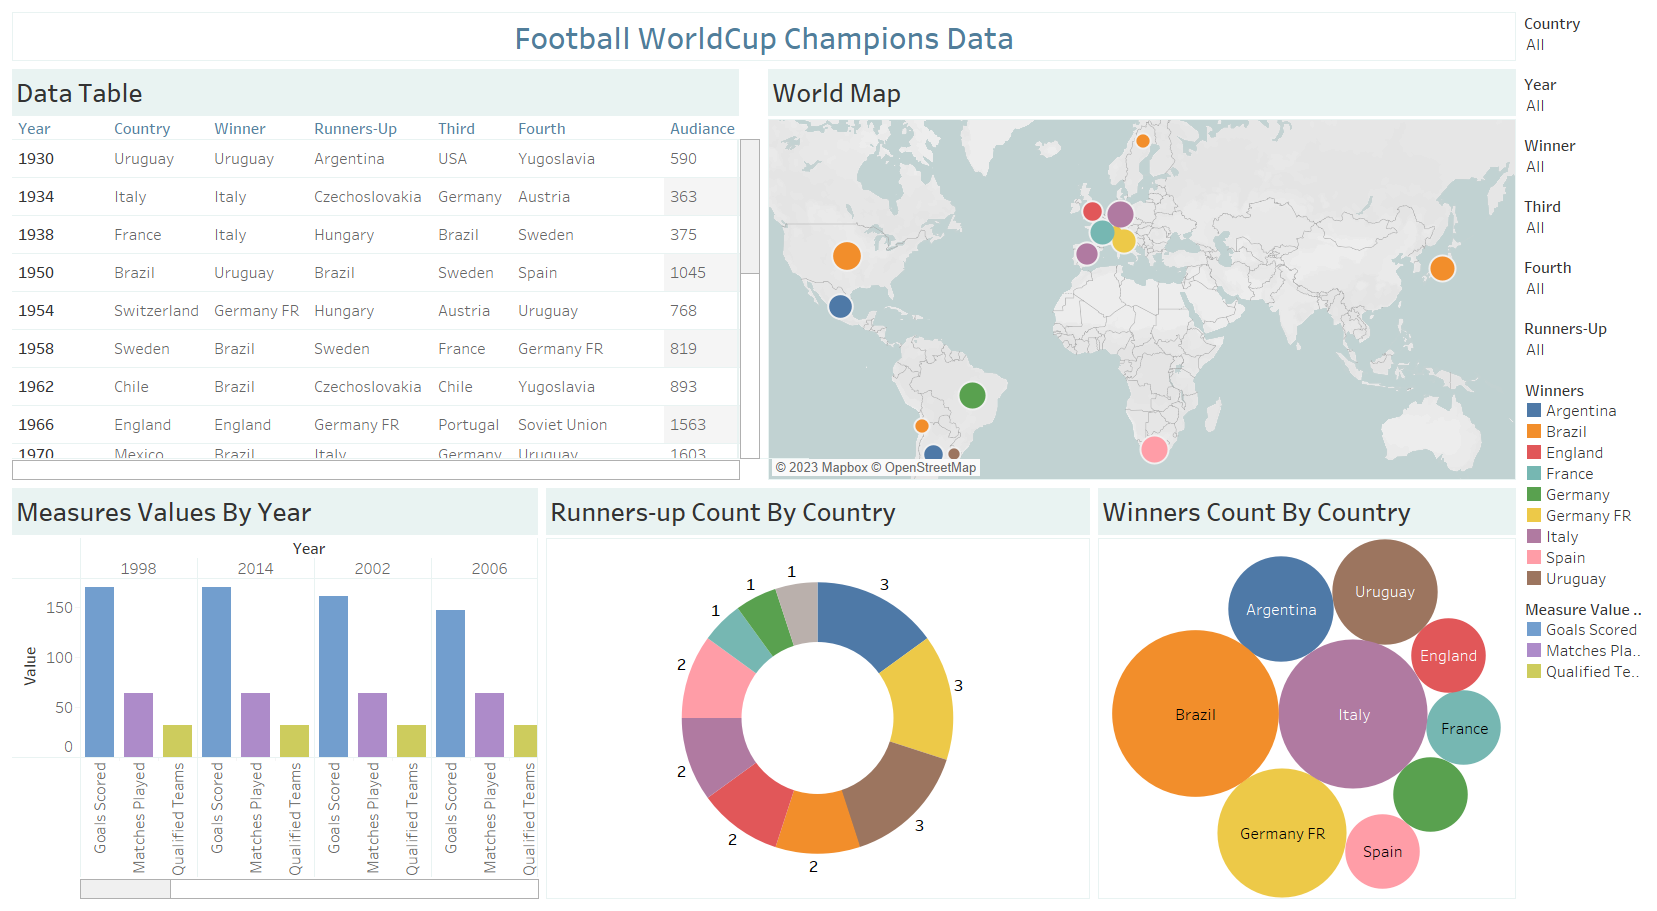 Football WorldCup Champions Data
Data Table
Year Country Winner Runners-Up Third Fourth Audiance
1930 Uruguay Uruguay Argentina USA Yugoslavia 590
1934 Italy Italy Czechoslovakia Germany Austria 363
1938 France Italy Hungary Brazil Sweden 375
1950 Brazil Uruguay Brazil Sweden Spain 1045
1954 Switzerland Germany FR Hungary Austria Uruguay 768
1958 Sweden Brazil Sweden France Germany FR 819
1962 Chile Brazil Czechoslovakia Chile Yugoslavia 893
1966 England England Germany FR Portugal Soviet Union 1563
1970 Mexico Brazil Italy Germany Uruguay 1603
World Map
© 2023 Mapbox © OpenStreetMap
Country
All
Year
All
Winner
All
Third
All
Fourth
All
Runners-Up
All
Winners
Argentina
Brazil
England
France
Germany
Germany FR
Italy
Spain
Uruguay
Measure Value ..
Goals Scored
Matches Pla..
Qualified Te..
Measures Values By Year
Year
1998 2014 2002 2006
Value
150
100
50
0
Goals Scored
Matches Played
Qualified Teams
Goals Scored
Matches Played
Qualified Teams
Goals Scored
Matches Played
Qualified Teams
Goals Scored
Matches Played
Qualified Teams
Runners-up Count By Country
3
3
3
2
2
2
2
1
1
1
Winners Count By Country
Argentina
Uruguay
England
Brazil
Italy
France
Germany FR
Spain